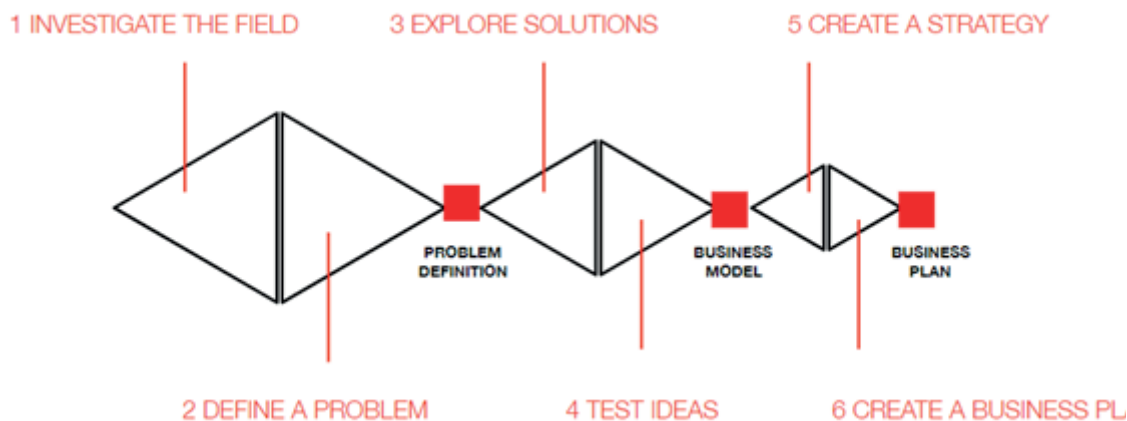 1 INVESTIGATE THE FIELD
3 EXPLORE SOLUTIONS
5 CREATE A STRATEGY
PROBLEM
DEFINITION
BUSINESS
MODEL
BUSINESS
PLAN
2 DEFINE A PROBLEM
4 TEST IDEAS
6 CREATE A BUSINESS PLA